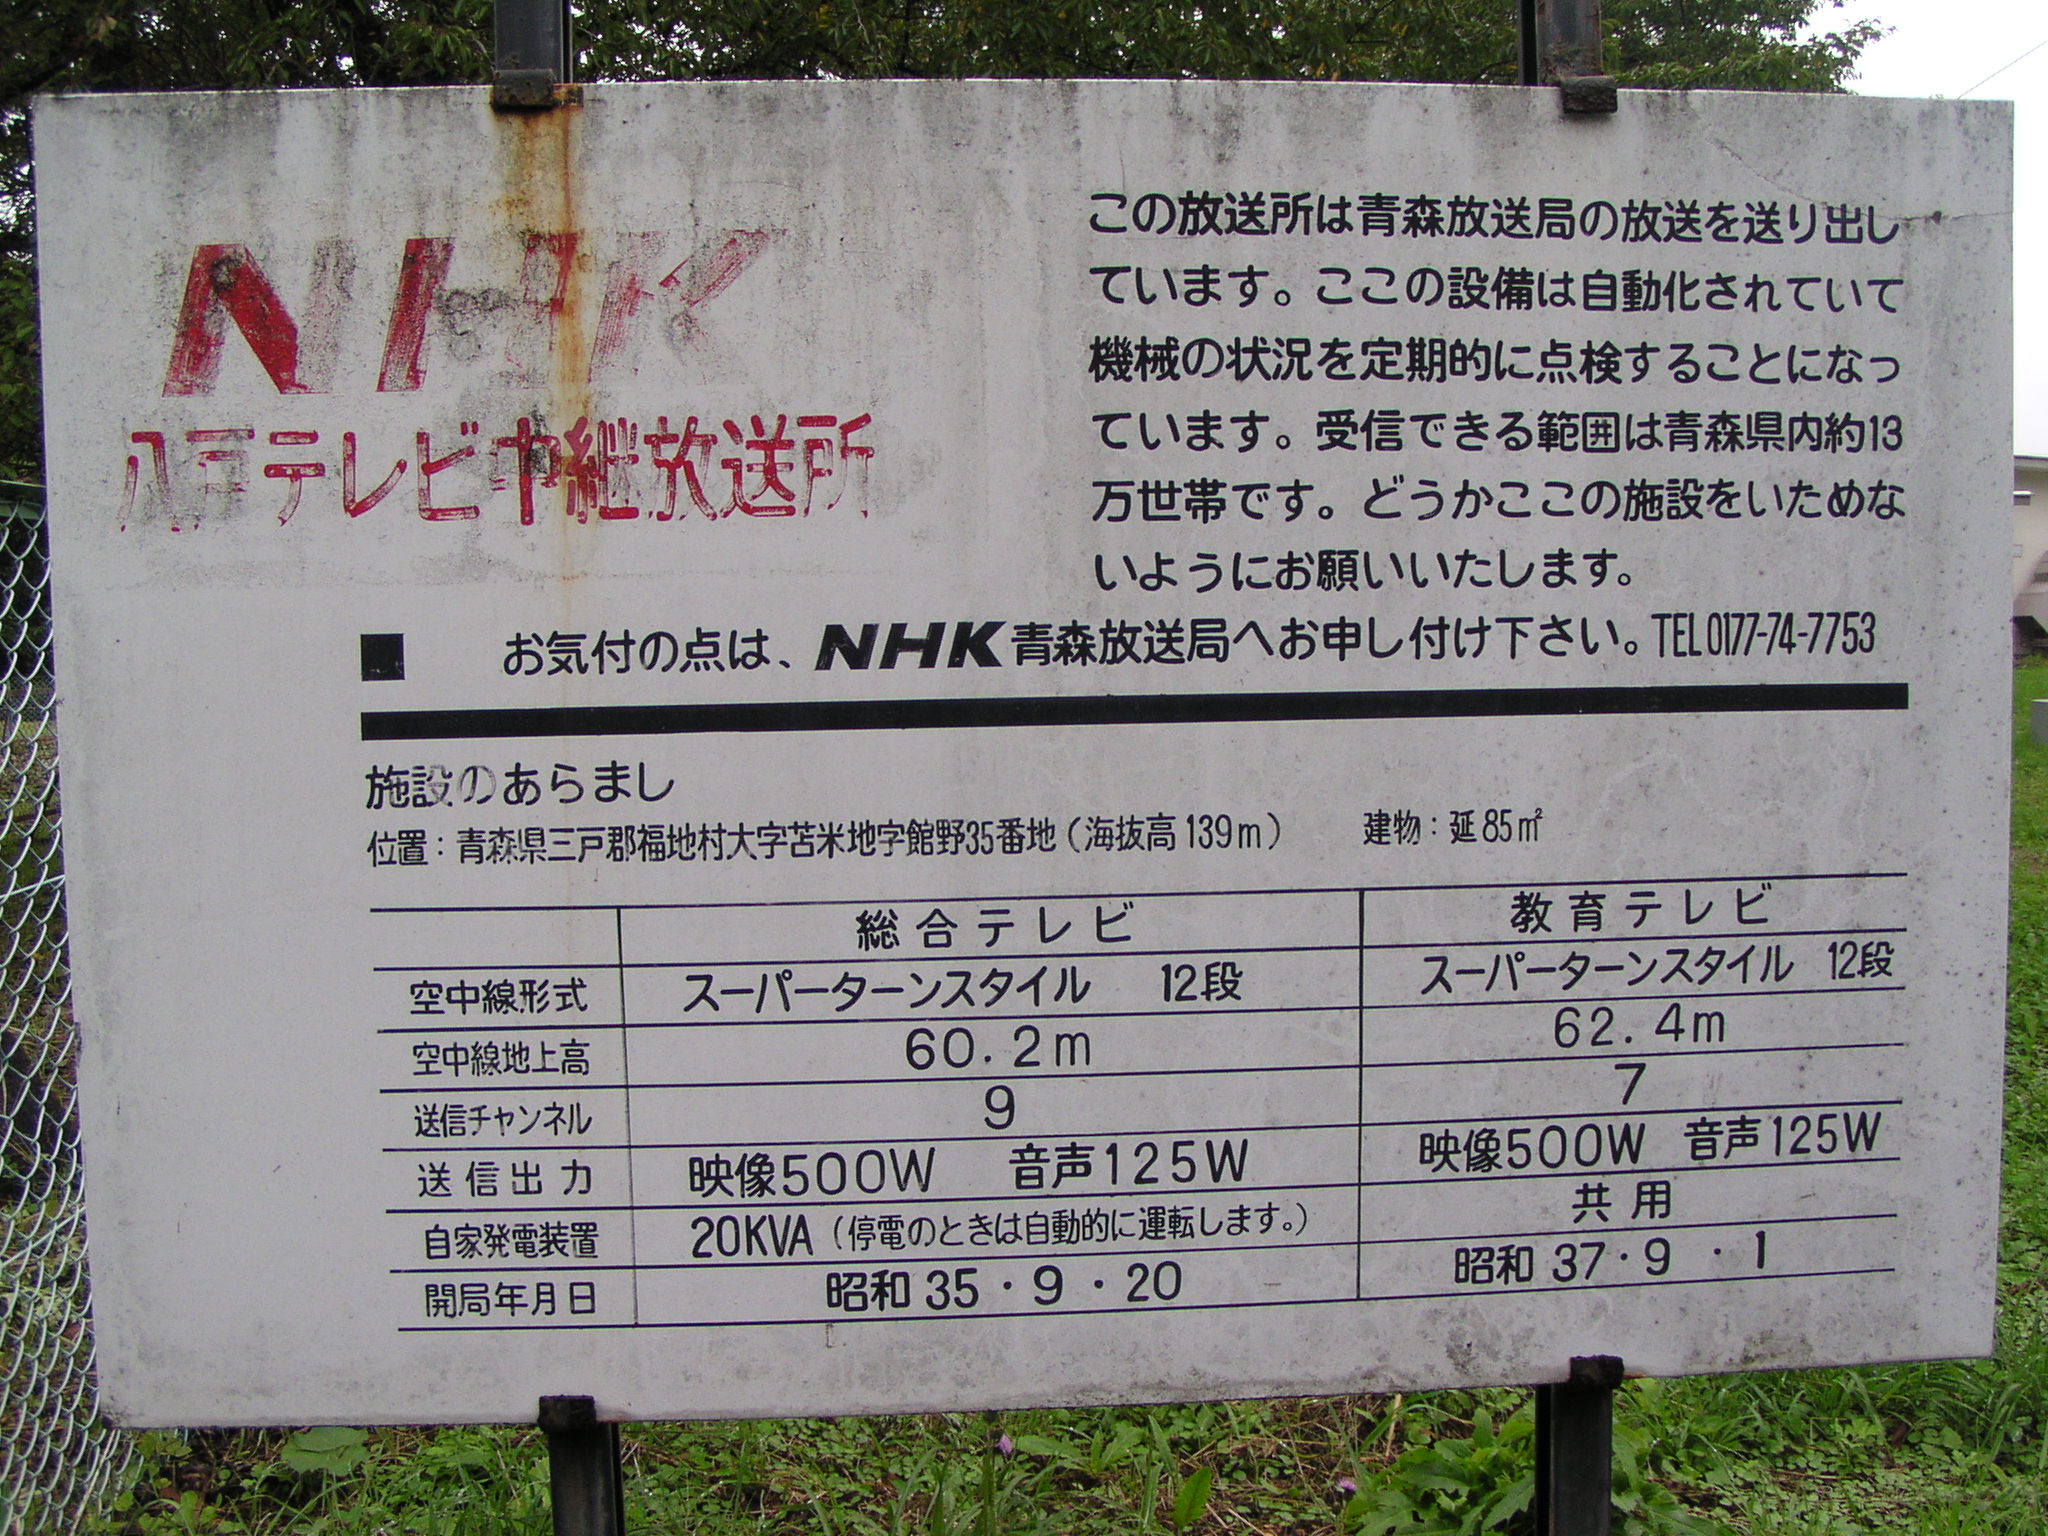 NHK
八戸テレビ中継放送所
この放送所は青森放送局の放送を送り出し
ています。ここの設備は自動化されていて
機械の状況を定期的に点検することになっ
ています。受信できる範囲は青森県内約13
万世帯です。どうかここの施設をいためな
いようにお願いいたします。
■ お気付の点は、NHK青森放送局へお申し付け下さい。TEL0177-74-7753
施設のあらまし
位置：青森県三戸郡福地村大字苫米地字館野35番地（海抜高139m） 建物：延85㎡
総合テレビ 教育テレビ
空中線形式 スーパーターンスタイル 12段 スーパーターンスタイル 12段
空中線地上高 60.2m 62.4m
送信チャンネル 9 7
送信出力 映像500W 音声125W 映像500W 音声125W
自家発電装置 20KVA（停電のときは自動的に運転します。） 共用
開局年月日 昭和35・9・20 昭和37・9・1